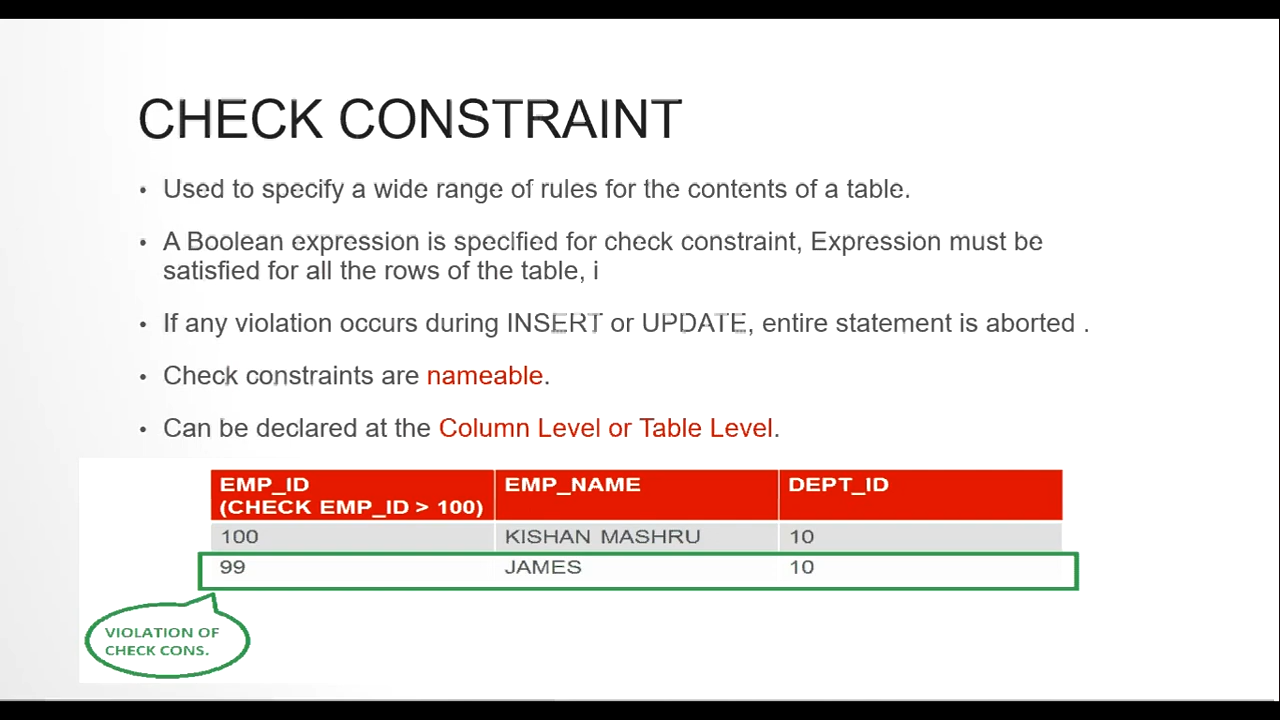 CHECK CONSTRAINT
• Used to specify a wide range of rules for the contents of a table.
• A Boolean expression is specified for check constraint, Expression must be
satisfied for all the rows of the table, i
• If any violation occurs during INSERT or UPDATE, entire statement is aborted .
• Check constraints are nameable.
• Can be declared at the Column Level or Table Level.
EMP_ID EMP_NAME DEPT_ID
(CHECK EMP_ID > 100)
100 KISHAN MASHRU 10
99 JAMES 10
VIOLATION OF
CHECK CONS.